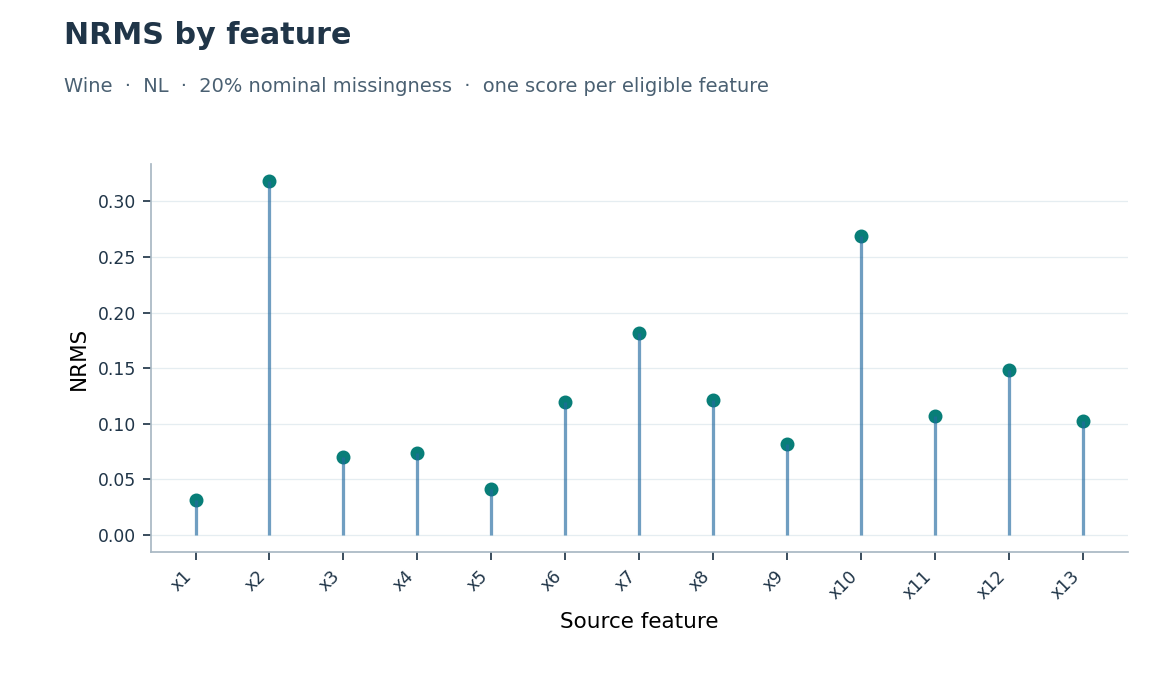 NRMS by feature
Wine · NL · 20% nominal missingness · one score per eligible feature
NRMS
0.30
0.25
0.20
0.15
0.10
0.05
0.00
x1 x2 x3 x4 x5 x6 x7 x8 x9 x10 x11 x12 x13
Source feature